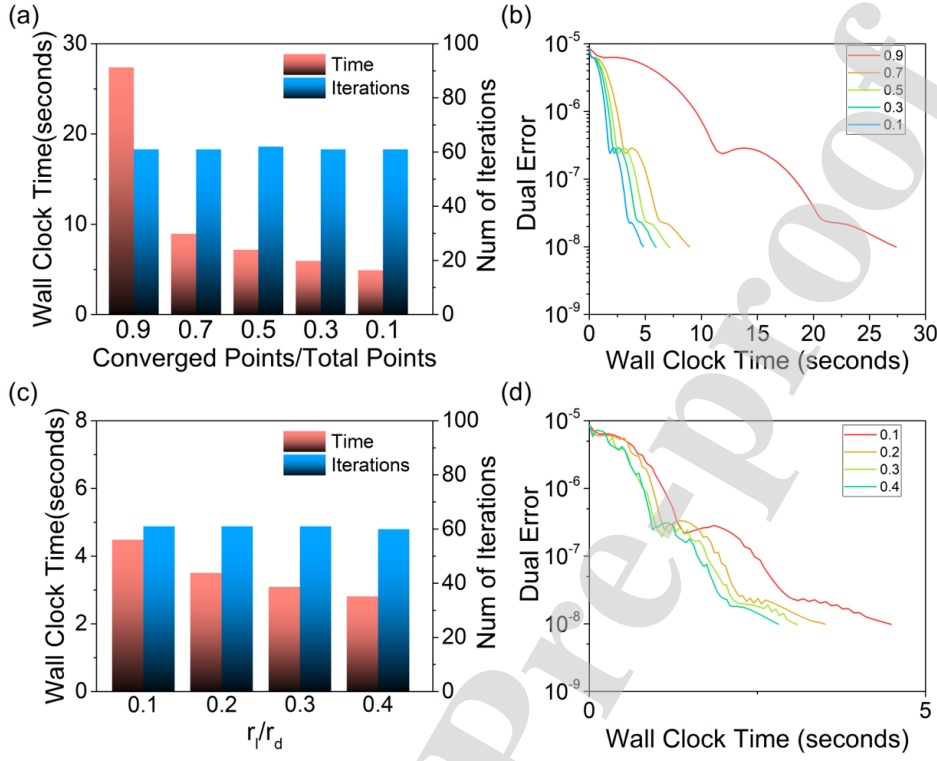 (a)
30
20
10
0
Wall Clock Time(seconds)
Time
Iterations
100
80
60
40
20
0
Num of Iterations
0.9 0.7 0.5 0.3 0.1
Converged Points/Total Points
(b)
10-5
10-6
10-7
10-8
10-9
Dual Error
0.9
0.7
0.5
0.3
0.1
0 5 10 15 20 25 30
Wall Clock Time (seconds)
(c)
8
6
4
2
0
Wall Clock Time(seconds)
Time
Iterations
100
80
60
40
20
0
Num of Iterations
0.1 0.2 0.3 0.4
rl/rd
(d)
10-5
10-6
10-7
10-8
10-9
Dual Error
0.1
0.2
0.3
0.4
0 5
Wall Clock Time (seconds)
Pre-proof